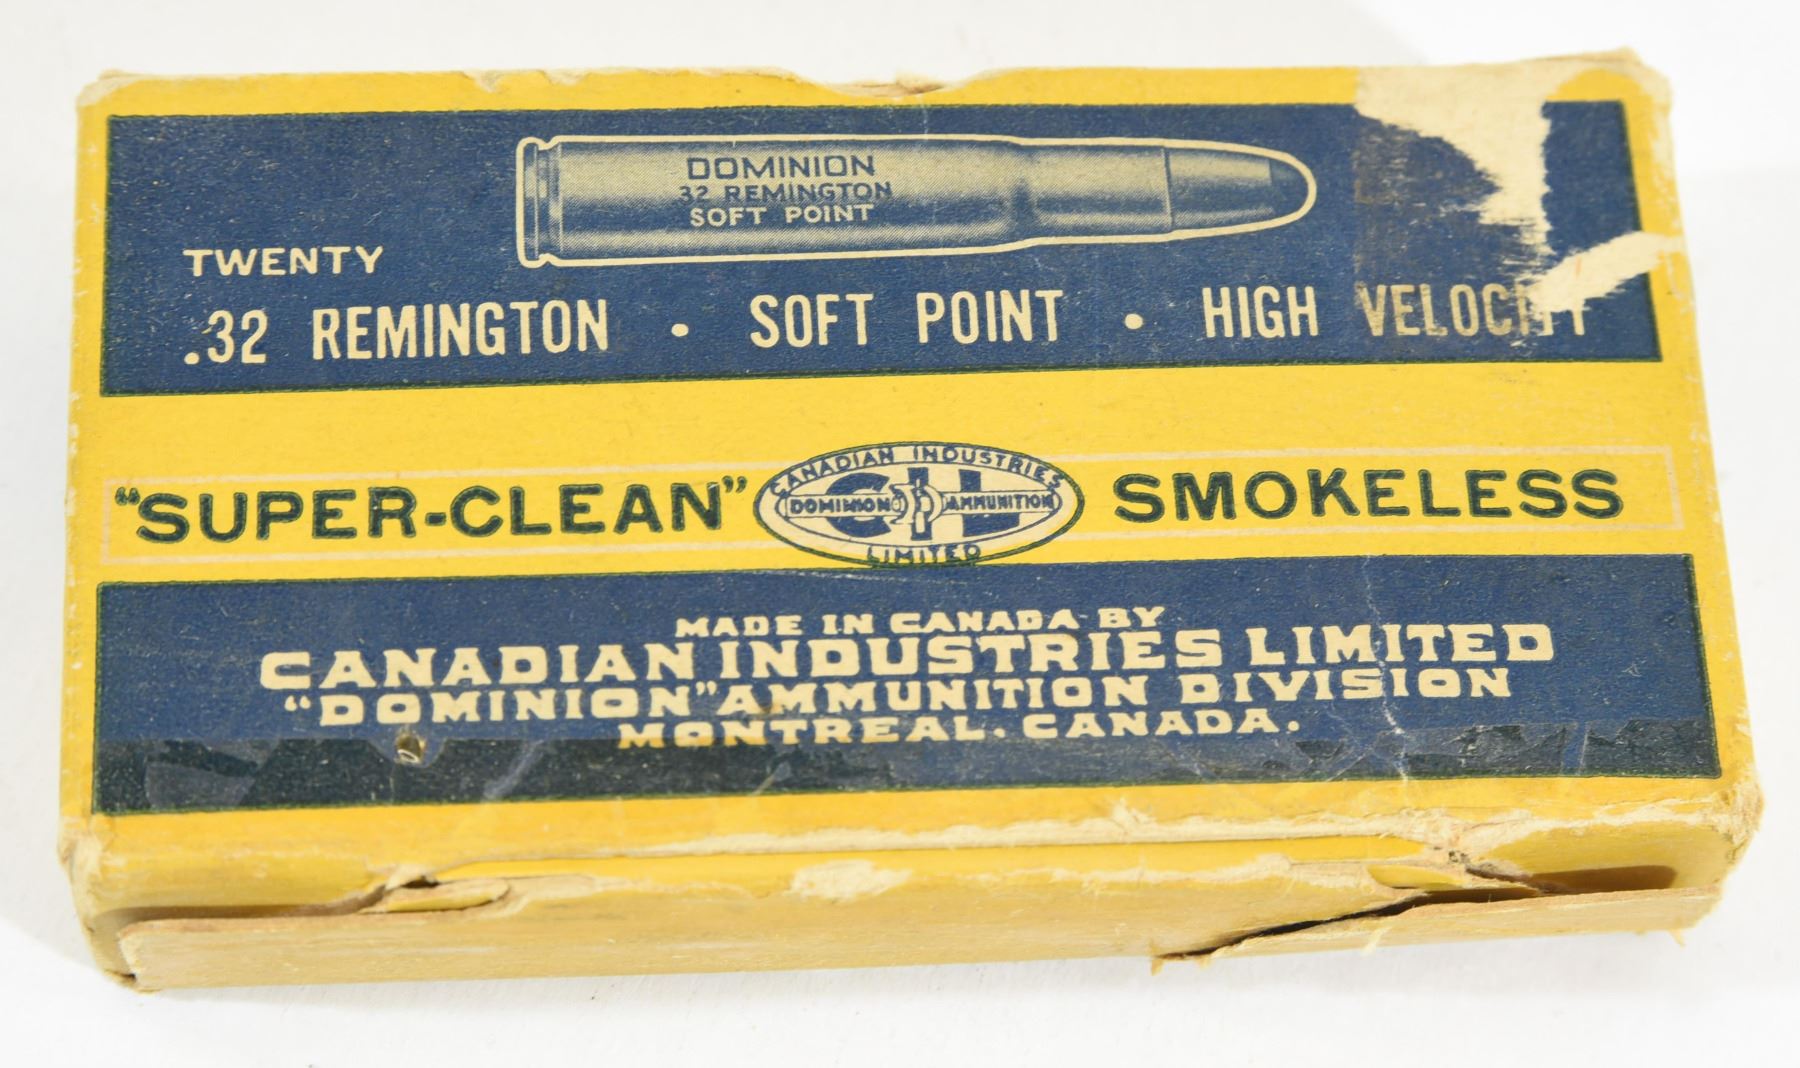 DOMINION
32 REMINGTON
SOFT POINT
TWENTY
.32 REMINGTON · SOFT POINT · HIGH VELOCITY
"SUPER-CLEAN" SMOKELESS
CANADIAN INDUSTRIES
CIL
DOMINION AMMUNITION
LIMITED
MADE IN CANADA BY
CANADIAN INDUSTRIES LIMITED
"DOMINION" AMMUNITION DIVISION
MONTREAL. CANADA.